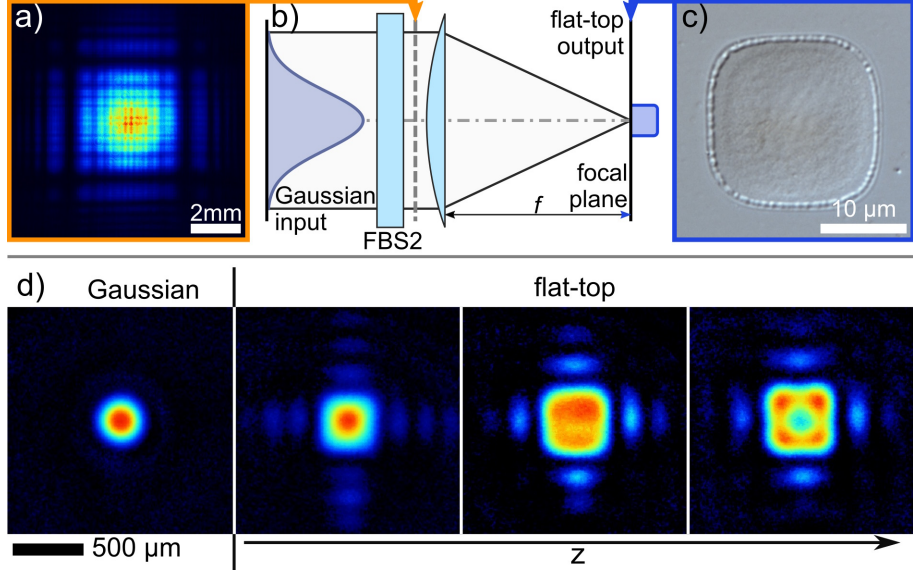 a)
2mm
b)
flat-top
output
Gaussian
input
FBS2
f
focal
plane
c)
10 µm
d)
Gaussian
flat-top
500 µm
z